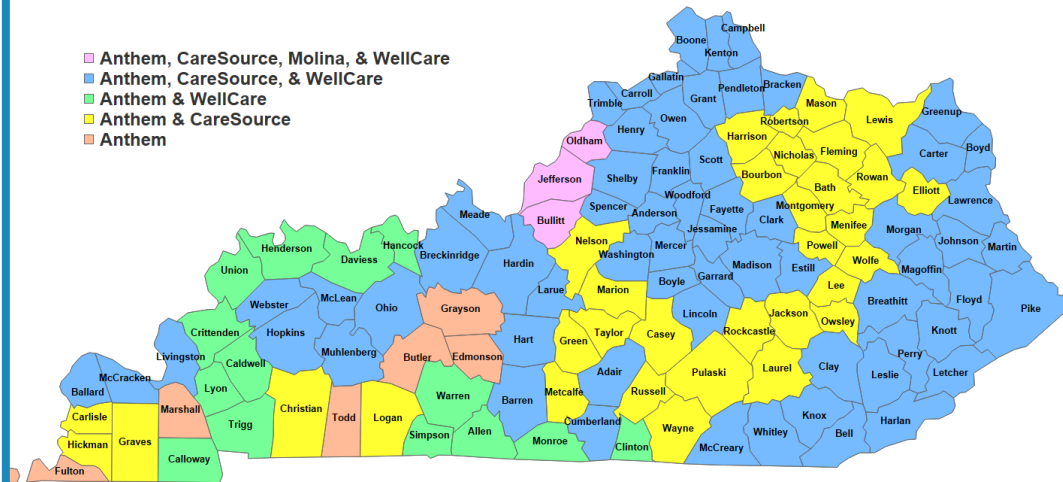 Anthem, CareSource, Molina, & WellCare
Anthem, CareSource, & WellCare
Anthem & WellCare
Anthem & CareSource
Anthem
Campbell
Boone
Kenton
Gallatin
Carroll
Trimble
Grant
Pendleton
Bracken
Mason
Lewis
Greenup
Owen
Robertson
Henry
Oldham
Harrison
Fleming
Boyd
Carter
Nicholas
Scott
Franklin
Shelby
Jefferson
Bourbon
Rowan
Bath
Elliott
Lawrence
Woodford
Spencer
Anderson
Fayette
Montgomery
Clark
Bullitt
Meade
Menifee
Morgan
Jessamine
Nelson
Washington
Mercer
Powell
Johnson
Martin
Hancock
Henderson
Daviess
Breckinridge
Hardin
Madison
Wolfe
Estill
Garrard
Boyle
Magoffin
Union
Larue
Marion
Lee
Breathitt
Floyd
Pike
McLean
Webster
Ohio
Grayson
Lincoln
Jackson
Owsley
Rockcastle
Knott
Crittenden
Hopkins
Hart
Green
Taylor
Casey
Muhlenberg
Livingston
Butler
Edmonson
Perry
Caldwell
Adair
Pulaski
Laurel
Clay
Leslie
Letcher
McCracken
Ballard
Lyon
Warren
Metcalfe
Russell
Barren
Marshall
Christian
Todd
Logan
Carlisle
Trigg
Cumberland
Knox
Harlan
Wayne
Whitley
Bell
Simpson
Allen
Monroe
Clinton
McCreary
Hickman
Graves
Calloway
Fulton